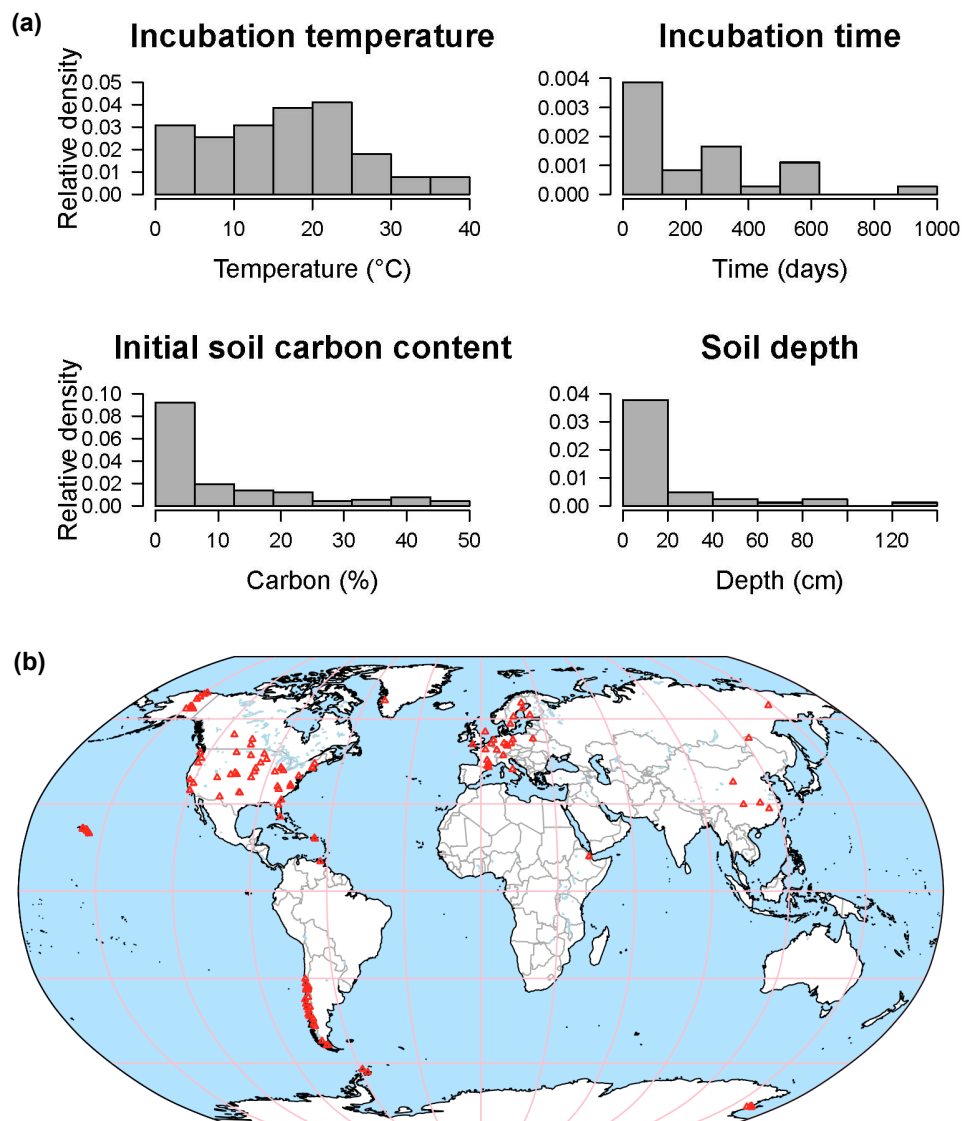 (a)
Incubation temperature
Relative density
0.05
0.04
0.03
0.02
0.01
0.00
0 10 20 30 40
Temperature (°C)
Incubation time
0.004
0.003
0.002
0.001
0.000
0 200 400 600 800 1000
Time (days)
Initial soil carbon content
Relative density
0.10
0.08
0.06
0.04
0.02
0.00
0 10 20 30 40 50
Carbon (%)
Soil depth
0.04
0.03
0.02
0.01
0.00
0 20 40 60 80 120
Depth (cm)
(b)